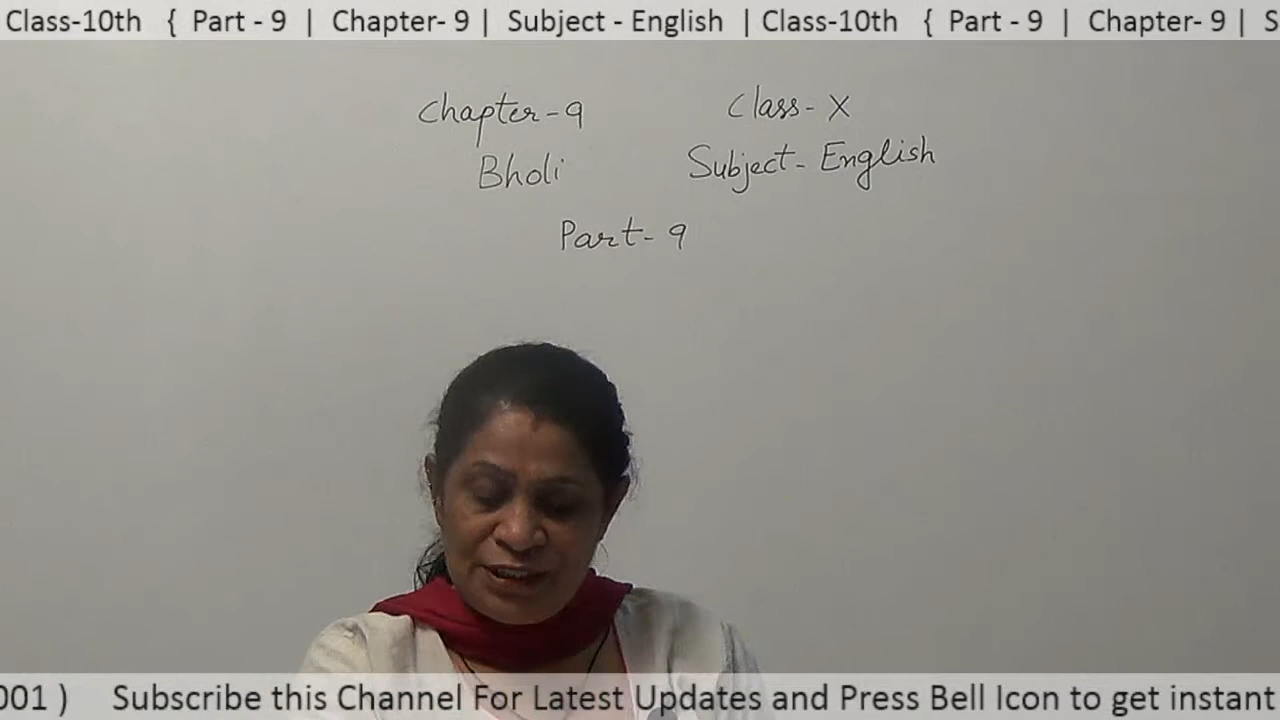 Class-10th { Part - 9 | Chapter- 9 | Subject - English | Class-10th { Part - 9 | Chapter- 9 | S
Chapter-9 Class-X
Bholi Subject-English
Part-9
001 ) Subscribe this Channel For Latest Updates and Press Bell Icon to get instant